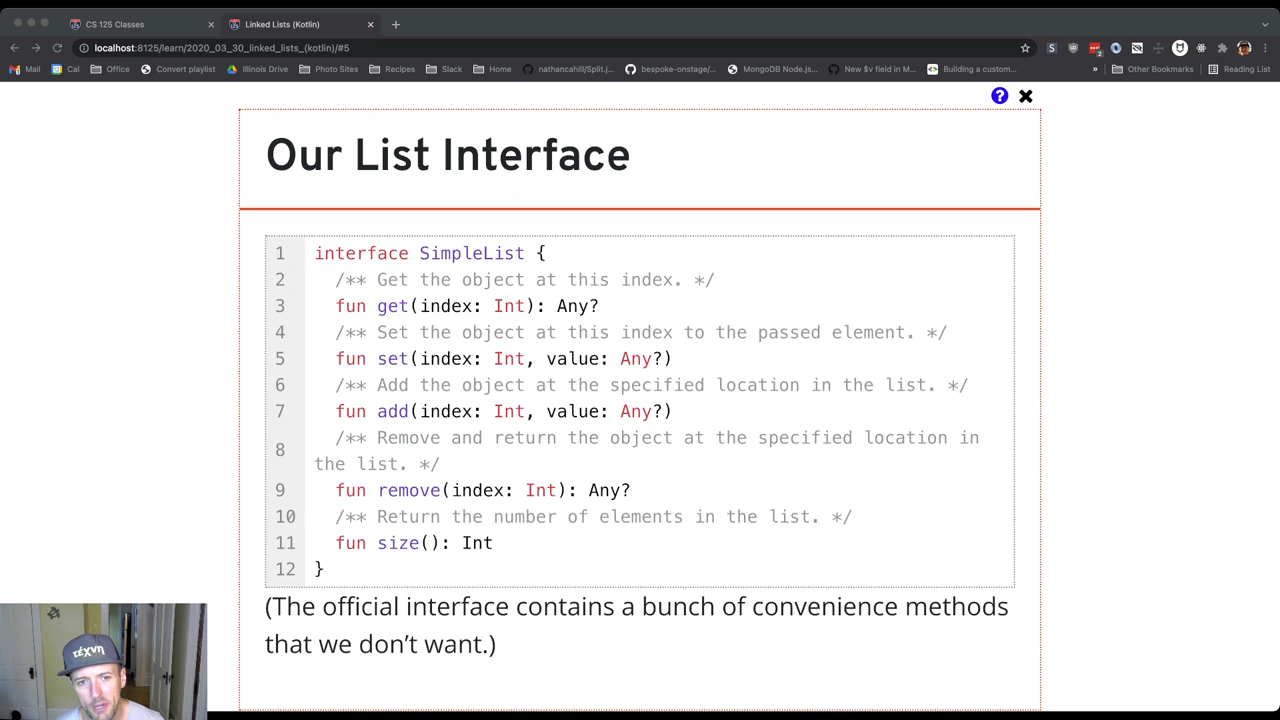 CS 125 Classes
Linked Lists (Kotlin)
localhost:8125/learn/2020_03_30_linked_lists_(kotlin)/#5
Mail Cal Office Convert playlist Illinois Drive Photo Sites Recipes Slack Home nathancahill/Split.j... bespoke-onstage/... MongoDB Node.js... New $v field in M... Building a custom... » Other Bookmarks Reading List
Our List Interface
1 interface SimpleList {
2 /** Get the object at this index. */
3 fun get(index: Int): Any?
4 /** Set the object at this index to the passed element. */
5 fun set(index: Int, value: Any?)
6 /** Add the object at the specified location in the list. */
7 fun add(index: Int, value: Any?)
8 /** Remove and return the object at the specified location in
the list. */
9 fun remove(index: Int): Any?
10 /** Return the number of elements in the list. */
11 fun size(): Int
12 }
(The official interface contains a bunch of convenience methods
that we don't want.)
τέχνη